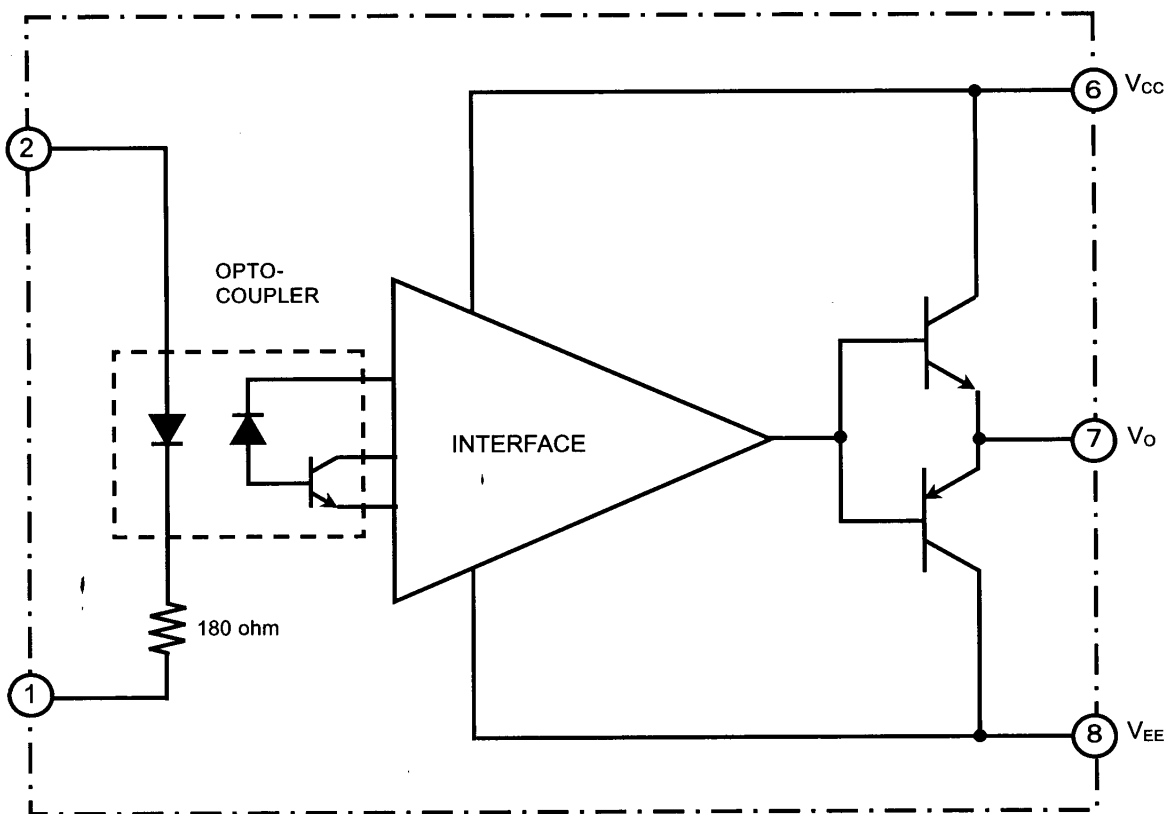 6 VCC
2
OPTO-
COUPLER
INTERFACE
7 VO
180 ohm
1
8 VEE